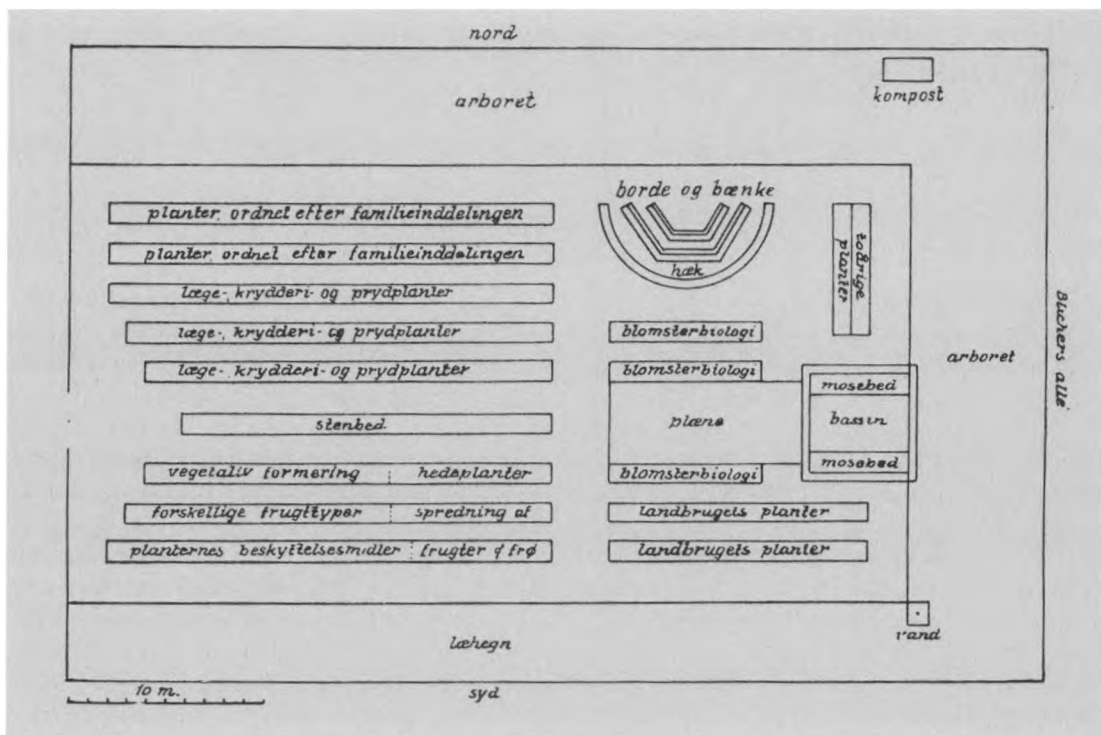 nord
arboret
kompost
borde og bænke
hæk
toårige
planter
planter ordnet efter familieinddelingen
planter ordnet efter familieinddelingen
læge-, krydderi- og prydplanter
læge-, krydderi- og prydplanter
læge-, krydderi- og prydplanter
stenbed
vegetativ formering
hedeplanter
forskellige frugttyper
spredning af
planternes beskyttelsesmidler
frugter & frø
blomsterbiologi
blomsterbiologi
plæne
blomsterbiologi
landbrugets planter
landbrugets planter
mosebed
bassin
mosebed
arboret
Blichers allé
vand
læhegn
syd
10 m.